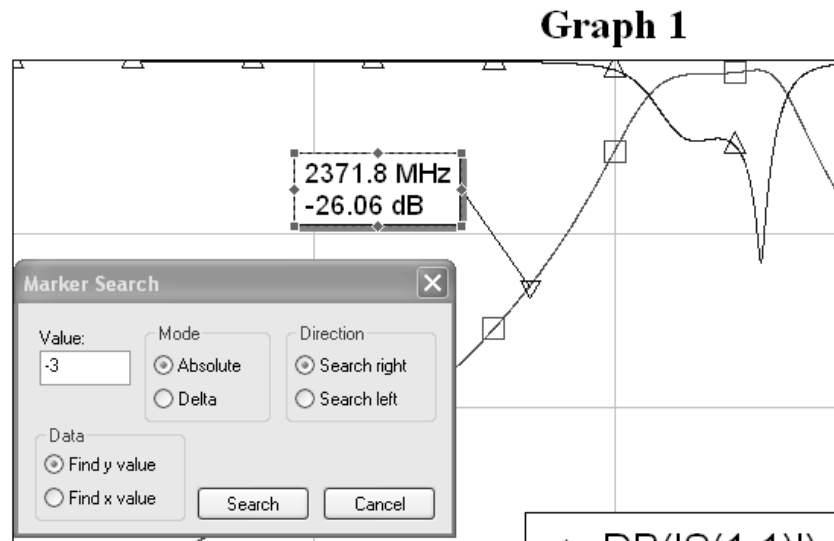 Graph 1
2371.8 MHz
-26.06 dB
Marker Search
Value:
-3
Mode
Absolute
Delta
Direction
Search right
Search left
Data
Find y value
Find x value
Search
Cancel